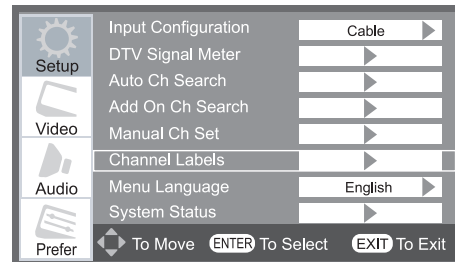 Setup
Video
Audio
Prefer
Input Configuration Cable
DTV Signal Meter
Auto Ch Search
Add On Ch Search
Manual Ch Set
Channel Labels
Menu Language English
System Status
To Move ENTER To Select EXIT To Exit